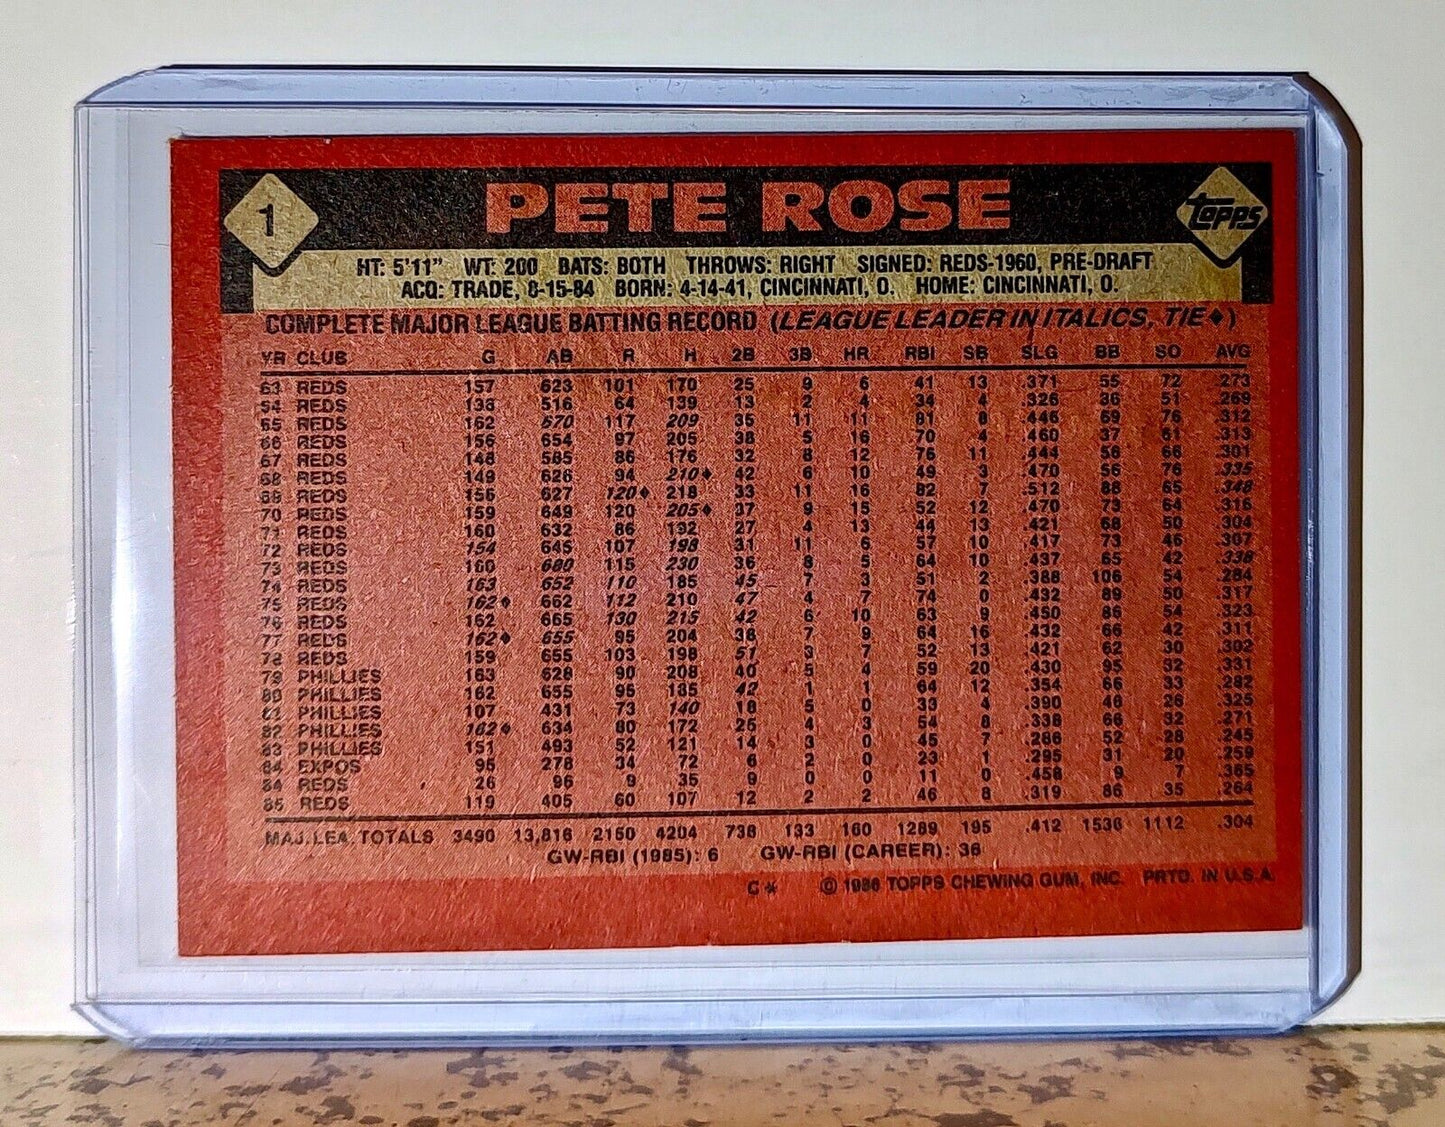 1 PETE ROSE Topps
HT: 5'11" WT: 200 BATS: BOTH THROWS: RIGHT SIGNED: REDS-1960, PRE-DRAFT
ACQ: TRADE, 8-15-84 BORN: 4-14-41, CINCINNATI, O. HOME: CINCINNATI, O.
COMPLETE MAJOR LEAGUE BATTING RECORD (LEAGUE LEADER IN ITALICS, TIE♦)
YR CLUB G AB R H 2B 3B HR RBI SB SLG BB SO AVG
63 REDS 157 623 101 170 25 9 6 41 13 .371 55 72 .273
64 REDS 136 516 64 139 13 2 4 34 4 .326 36 51 .269
65 REDS 162 670 117 209 35 11 11 81 8 .446 69 76 .312
66 REDS 156 654 97 205 38 5 16 70 4 .460 37 61 .313
67 REDS 148 585 86 176 32 8 12 76 11 .444 56 66 .301
68 REDS 149 626 94 210♦ 42 6 10 49 3 .470 56 76 .335
69 REDS 156 627 120♦ 218 33 11 16 82 7 .512 88 65 .348
70 REDS 159 649 120 205♦ 37 9 15 52 12 .470 73 64 .316
71 REDS 160 632 86 192 27 4 13 44 13 .421 68 50 .304
72 REDS 154 645 107 198 31 11 6 57 10 .417 73 46 .307
73 REDS 160 680 115 230 36 8 5 64 10 .437 65 42 .338
74 REDS 163 652 110 185 45 7 3 51 2 .388 106 54 .284
75 REDS 162♦ 662 112 210 47 4 7 74 0 .432 89 50 .317
76 REDS 162 665 130 215 42 6 10 63 9 .450 86 54 .323
77 REDS 162♦ 655 95 204 38 7 9 64 16 .432 66 42 .311
78 REDS 159 655 103 198 51 3 7 52 13 .421 62 30 .302
79 PHILLIES 163 628 90 208 40 5 4 59 20 .430 95 32 .331
80 PHILLIES 162 655 95 185 42 1 1 64 12 .354 66 33 .282
81 PHILLIES 107 431 73 140 18 5 0 33 4 .390 46 26 .325
82 PHILLIES 162♦ 634 80 172 25 4 3 54 8 .338 66 32 .271
83 PHILLIES 151 493 52 121 14 3 0 45 7 .286 52 28 .245
84 EXPOS 95 278 34 72 6 2 0 23 1 .295 31 20 .259
84 REDS 26 96 9 35 9 0 0 11 0 .458 9 7 .365
85 REDS 119 405 60 107 12 2 2 46 8 .319 86 35 .264
MAJ. LEA. TOTALS 3490 13,816 2150 4204 738 133 160 1289 195 .412 1536 1112 .304
GW-RBI (1985): 6 GW-RBI (CAREER): 36
C* © 1986 TOPPS CHEWING GUM, INC. PRTD. IN U.S.A.